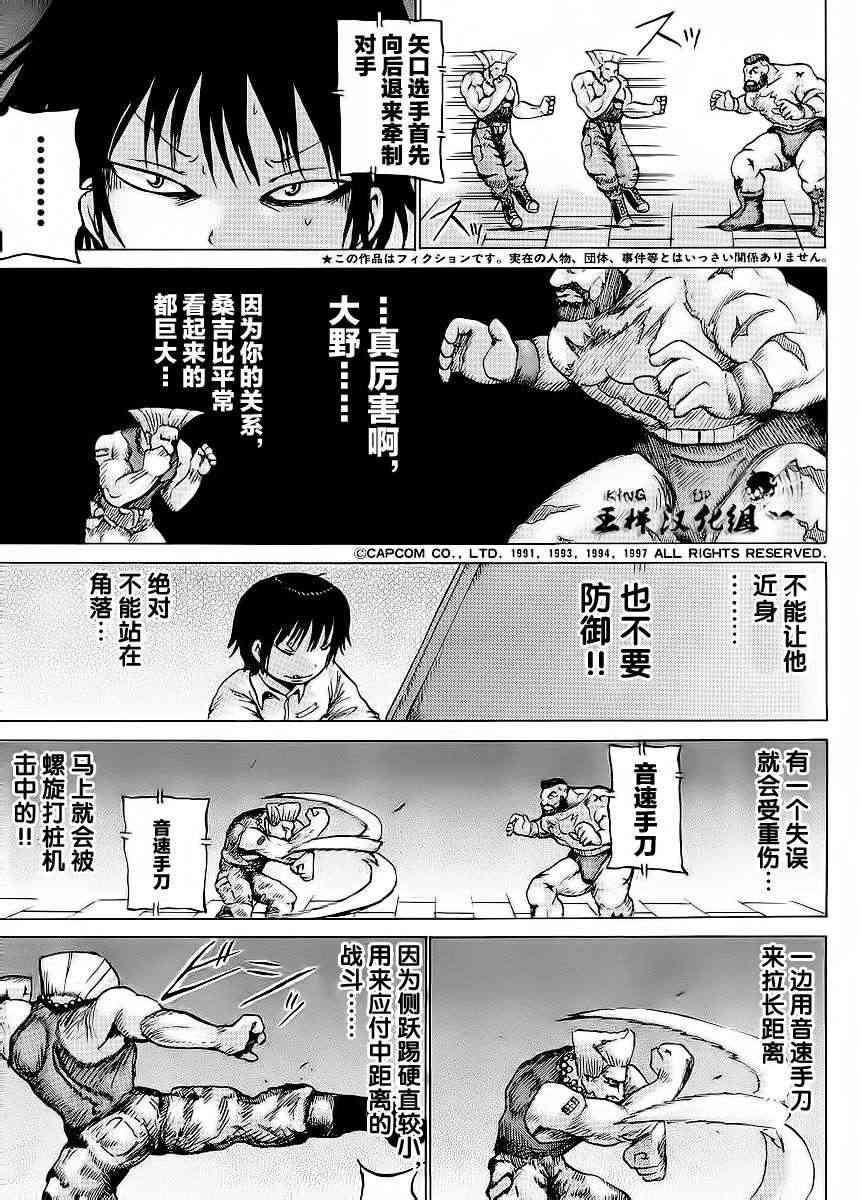 矢口选手首先
向后退来牵制
对手
………
ズズッ
ズズッ
★この作品はフィクションです。実在の人物、団体、事件等とはいっさい関係ありません。
…真厉害啊，
大野……
因为你的关系，
桑吉比平常
看起来的
都巨大…
KING UP
王样汉化组
©CAPCOM CO., LTD. 1991, 1993, 1994, 1997 ALL RIGHTS RESERVED.
不能让他
近身
………
也不要
防御!!
绝对
不能站在
角落…
有一个失误
就会受重伤…
音速手刀
音速手刀
马上就会被
螺旋打桩机
击中的!!
一边用音速手刀
来拉长距离
因为侧跃踢硬直较小，
用来应付中距离的
战斗……